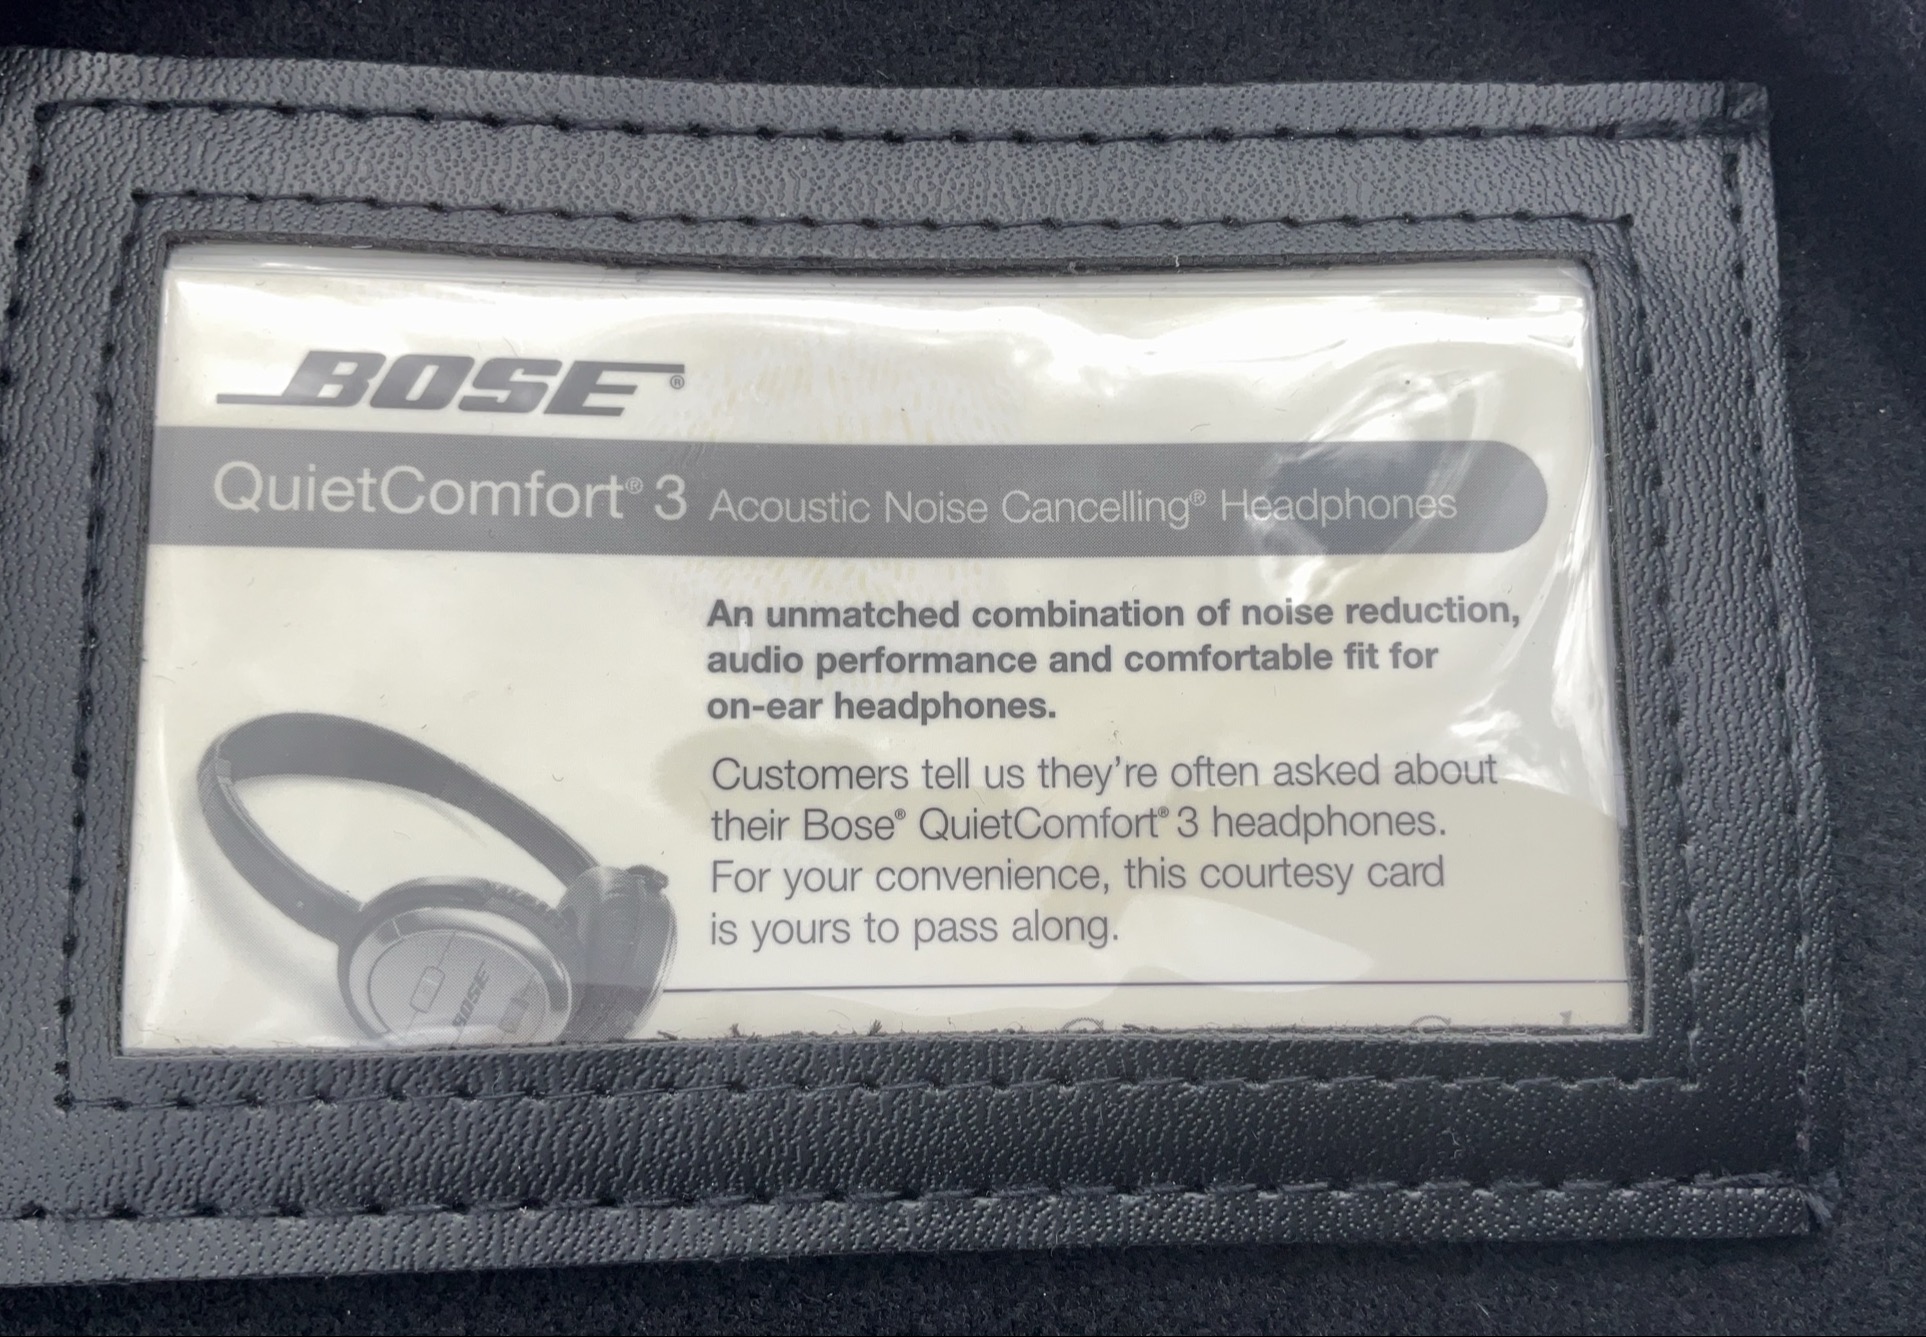 BOSE®
QuietComfort® 3 Acoustic Noise Cancelling® Headphones
An unmatched combination of noise reduction,
audio performance and comfortable fit for
on-ear headphones.
Customers tell us they're often asked about
their Bose® QuietComfort® 3 headphones.
For your convenience, this courtesy card
is yours to pass along.
BOSE